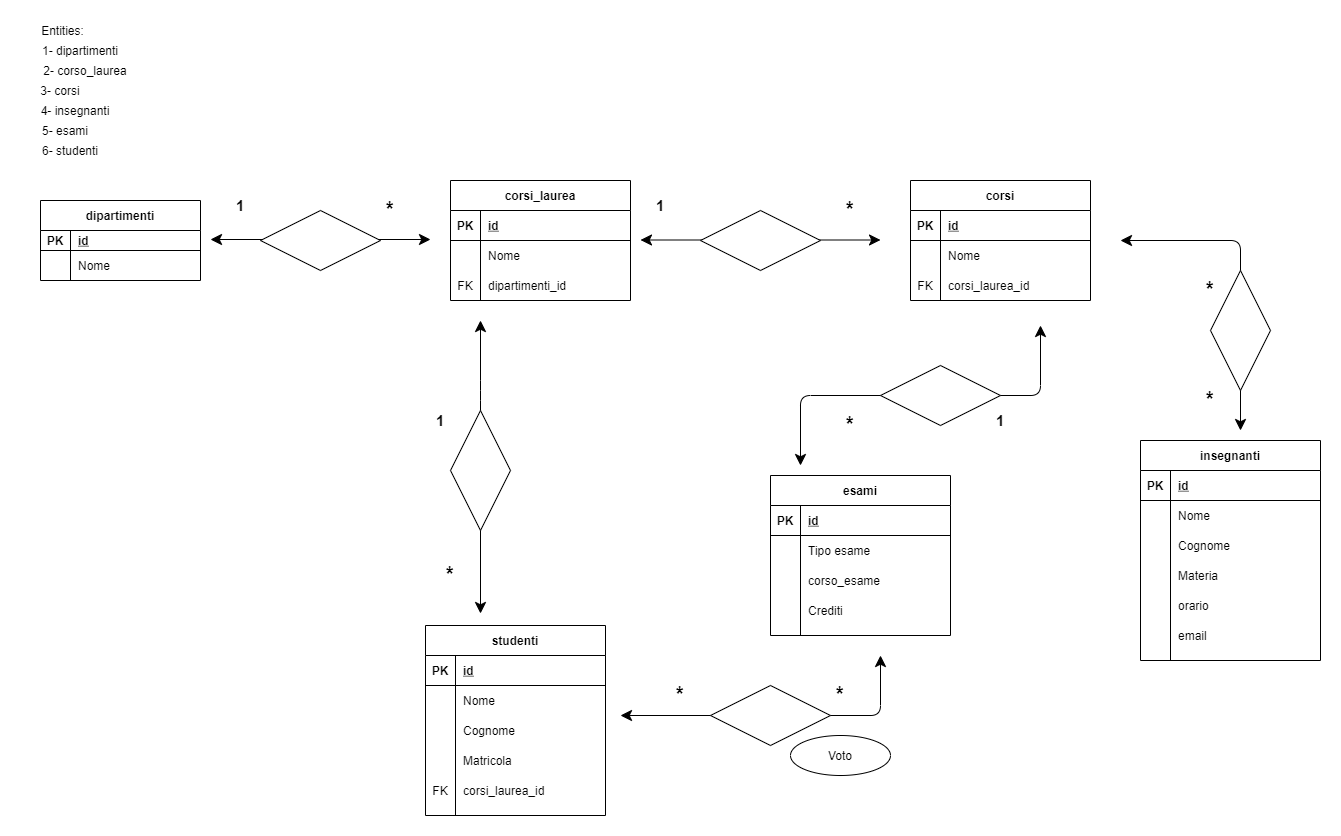 Entities:
1- dipartimenti
2- corso_laurea
3- corsi
4- insegnanti
5- esami
6- studenti
dipartimenti
PK id
Nome
1
*
corsi_laurea
PK id
Nome
FK dipartimenti_id
1
*
corsi
PK id
Nome
FK corsi_laurea_id
*
*
1
*
*
1
esami
PK id
Tipo esame
corso_esame
Crediti
insegnanti
PK id
Nome
Cognome
Materia
orario
email
studenti
PK id
Nome
Cognome
Matricola
FK corsi_laurea_id
*
*
Voto